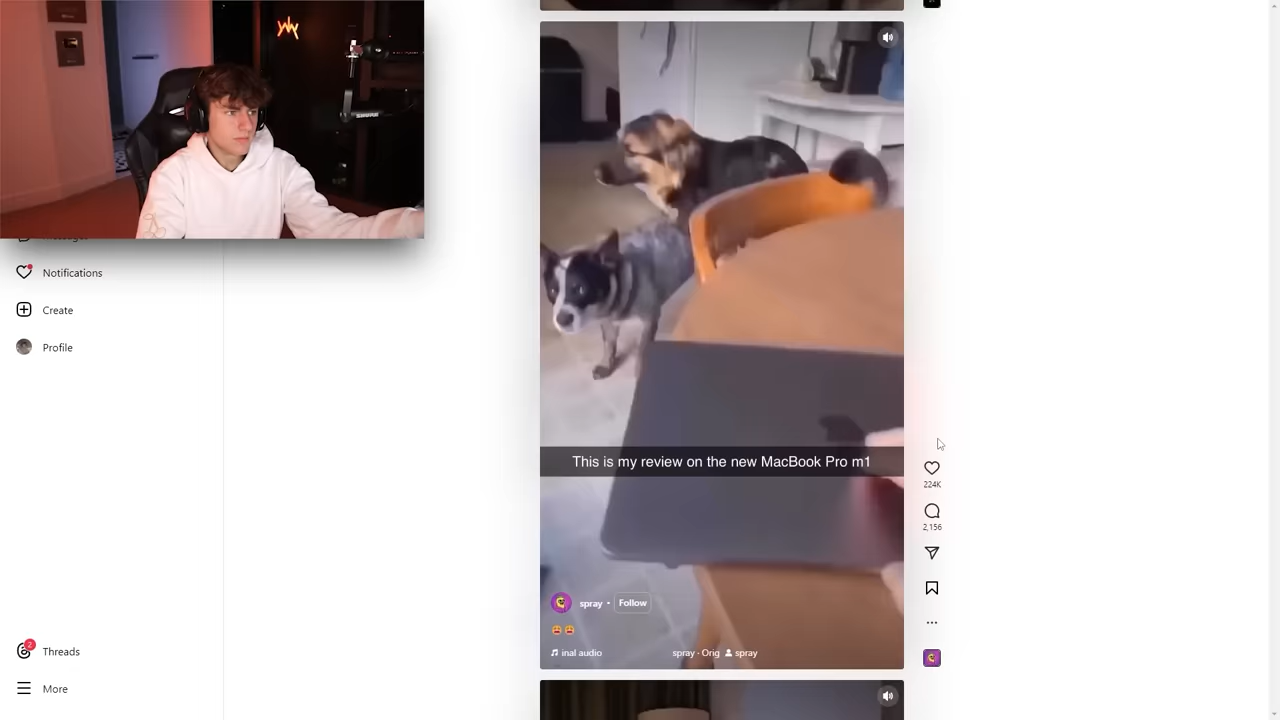 Notifications
Create
Profile
Threads
More
2
This is my review on the new MacBook Pro m1
spray • Follow
inal audio
spray · Orig
spray
224K
2,156